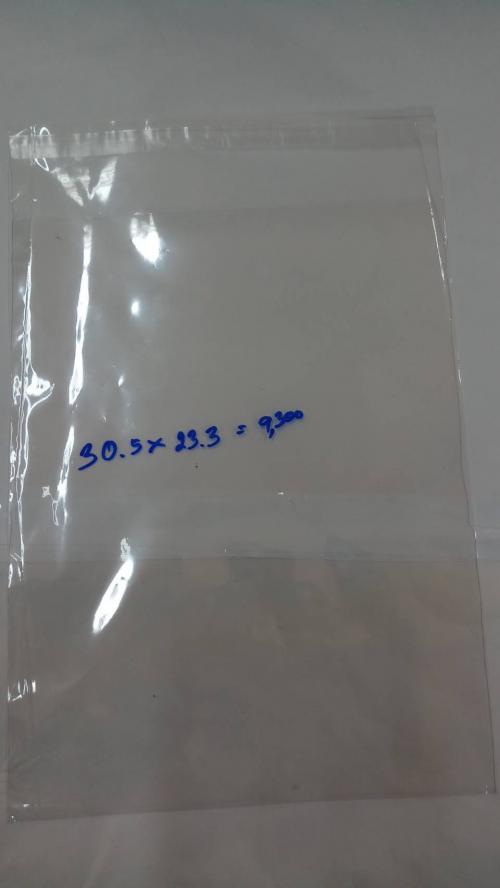 30.5 x 23.3 = 9,300